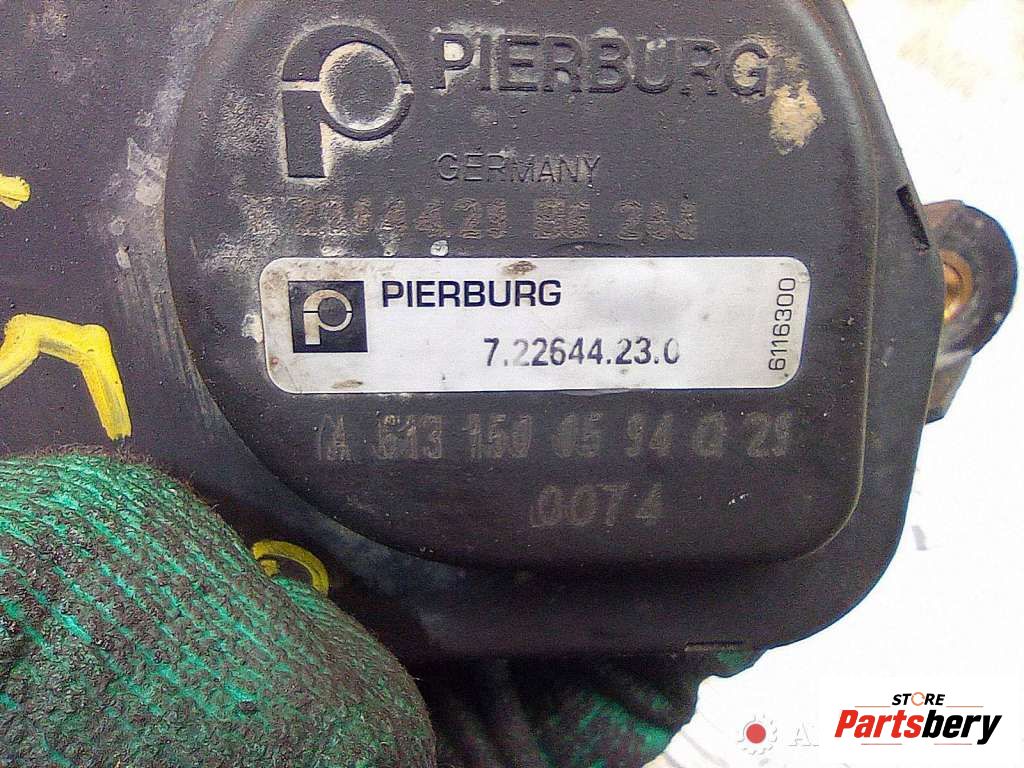 PIERBURG
GERMANY
PIERBURG
7.22644.23.0
6116300
A 613 150 05 94 Q 29
0074
STORE
Partsbery